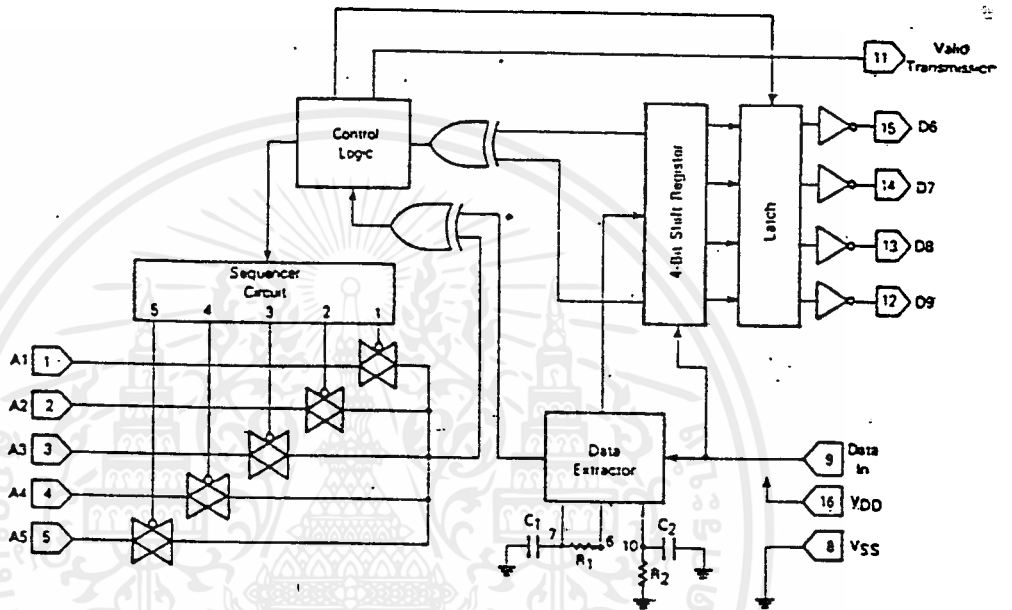 11 Valid
Transmission
Control
Logic
4-Bit Shift Register
Latch
15 D6
14 D7
13 D8
12 D9
Sequencer
Circuit
5 4 3 2 1
A1 1
A2 2
A3 3
A4 4
A5 5
Data
Extractor
9 Data
In
16 VDD
8 VSS
C1 7 R1 6
10 C2
R2